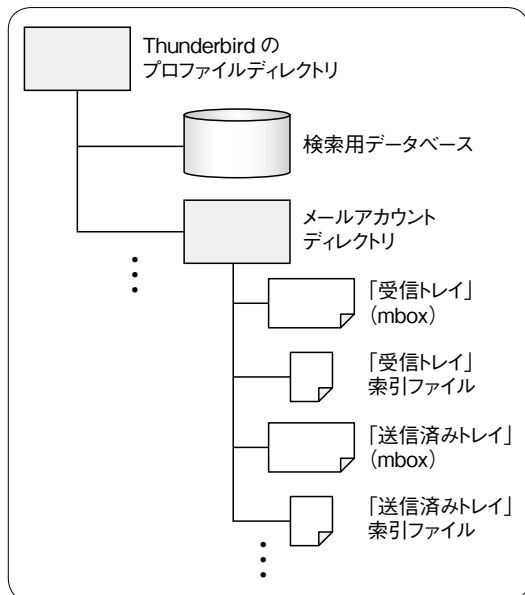 Thunderbird の
プロファイルディレクトリ
検索用データベース
メールアカウント
ディレクトリ
「受信トレイ」
(mbox)
「受信トレイ」
索引ファイル
「送信済みトレイ」
(mbox)
「送信済みトレイ」
索引ファイル